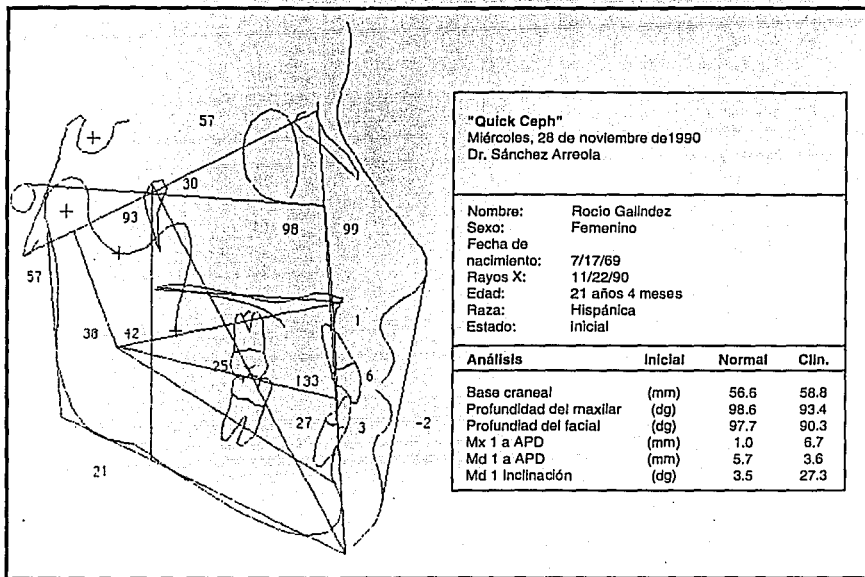 "Quick Ceph"
Miércoles, 28 de noviembre de1990
Dr. Sánchez Arreola
Nombre: Rocio Galindez
Sexo: Femenino
Fecha de
nacimiento: 7/17/69
Rayos X: 11/22/90
Edad: 21 años 4 meses
Raza: Hispánica
Estado: Inicial
Análisis Inicial Normal Clin.
Base craneal (mm) 56.6 58.8
Profundidad del maxilar (dg) 98.6 93.4
Profundiad del facial (dg) 97.7 90.3
Mx 1 a APD (mm) 1.0 6.7
Md 1 a APD (mm) 5.7 3.6
Md 1 Inclinación (dg) 3.5 27.3
57
30
93
98 99
57
1
38 42
25 133 6
27 3 -2
21